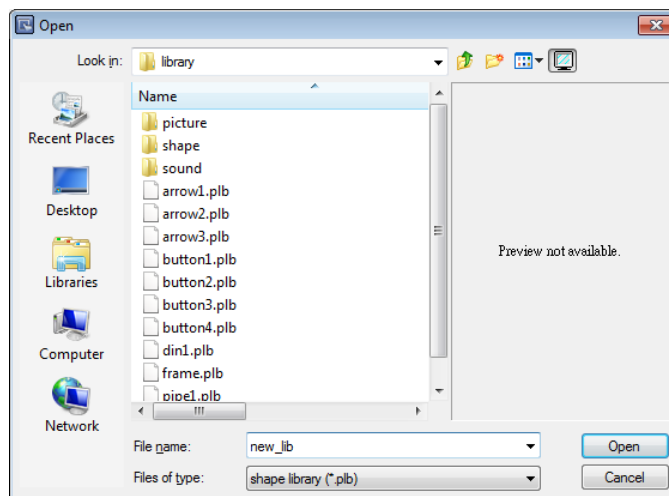 Open
Look in:
library
Name
picture
shape
sound
arrow1.plb
arrow2.plb
arrow3.plb
button1.plb
button2.plb
button3.plb
button4.plb
din1.plb
frame.plb
pipe1.plb
Recent Places
Desktop
Libraries
Computer
Network
Preview not available.
File name:
new_lib
Open
Files of type:
shape library (*.plb)
Cancel